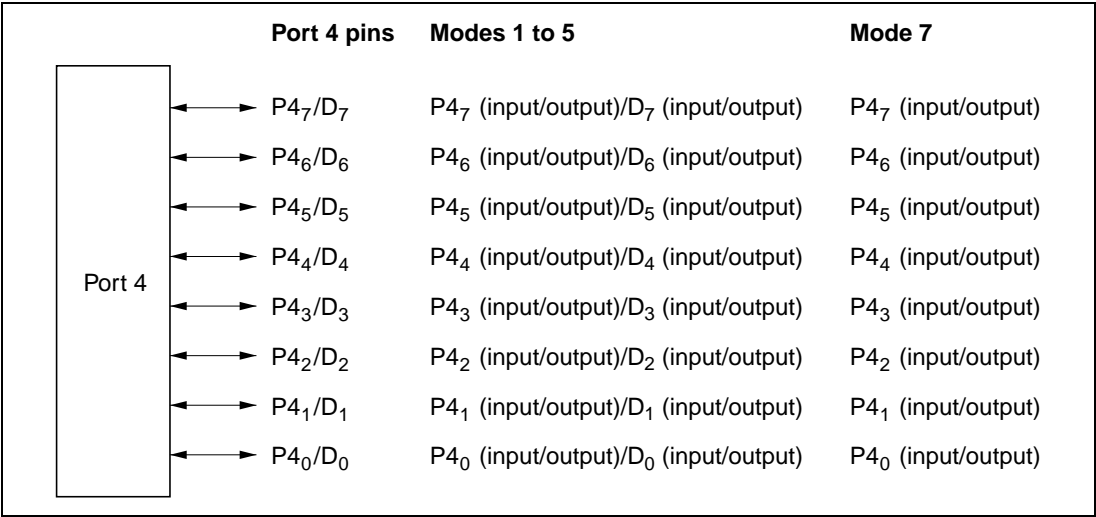 Port 4 pins Modes 1 to 5 Mode 7
P4₇/D₇ P4₇ (input/output)/D₇ (input/output) P4₇ (input/output)
P4₆/D₆ P4₆ (input/output)/D₆ (input/output) P4₆ (input/output)
P4₅/D₅ P4₅ (input/output)/D₅ (input/output) P4₅ (input/output)
P4₄/D₄ P4₄ (input/output)/D₄ (input/output) P4₄ (input/output)
Port 4
P4₃/D₃ P4₃ (input/output)/D₃ (input/output) P4₃ (input/output)
P4₂/D₂ P4₂ (input/output)/D₂ (input/output) P4₂ (input/output)
P4₁/D₁ P4₁ (input/output)/D₁ (input/output) P4₁ (input/output)
P4₀/D₀ P4₀ (input/output)/D₀ (input/output) P4₀ (input/output)